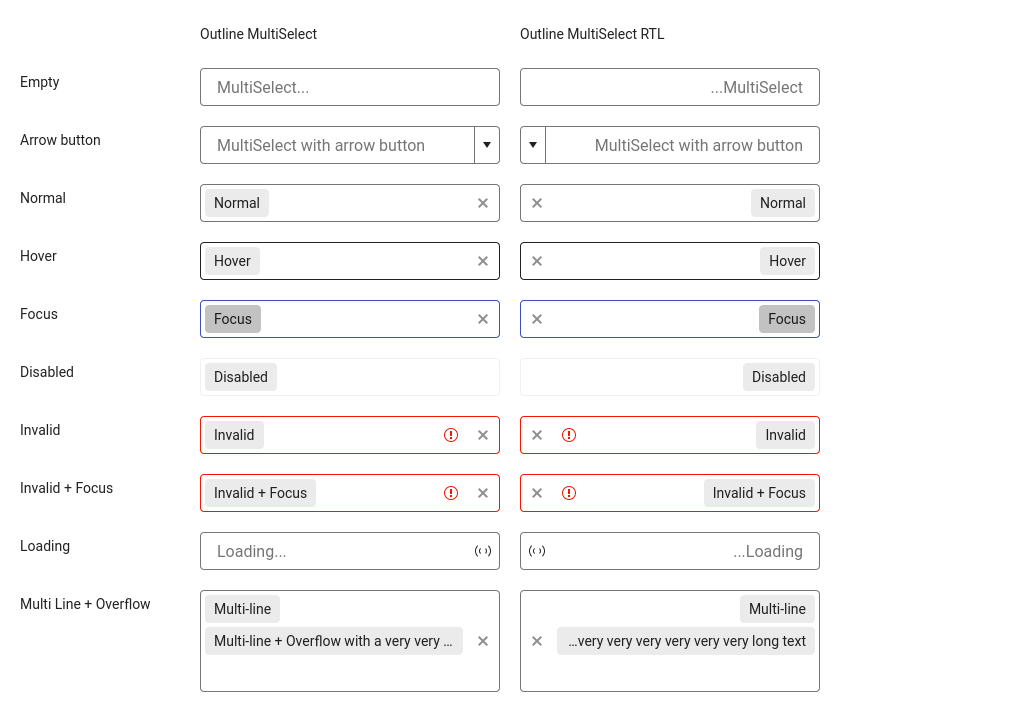 Outline MultiSelect Outline MultiSelect RTL
Empty MultiSelect... ...MultiSelect
Arrow button MultiSelect with arrow button MultiSelect with arrow button
Normal Normal Normal
Hover Hover Hover
Focus Focus Focus
Disabled Disabled Disabled
Invalid Invalid Invalid
Invalid + Focus Invalid + Focus Invalid + Focus
Loading Loading... ...Loading
Multi Line + Overflow Multi-line Multi-line
Multi-line + Overflow with a very very ... ...very very very very very very long text